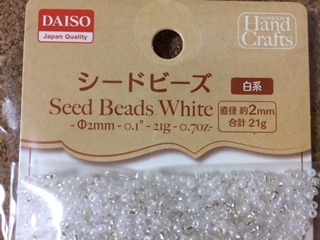 DAISO
Japan Quality
Hand
Crafts
シードビーズ
白系
Seed Beads White
- Φ2mm - 0.1" - 21g - 0.7oz -
直径 約2mm
合計 21g